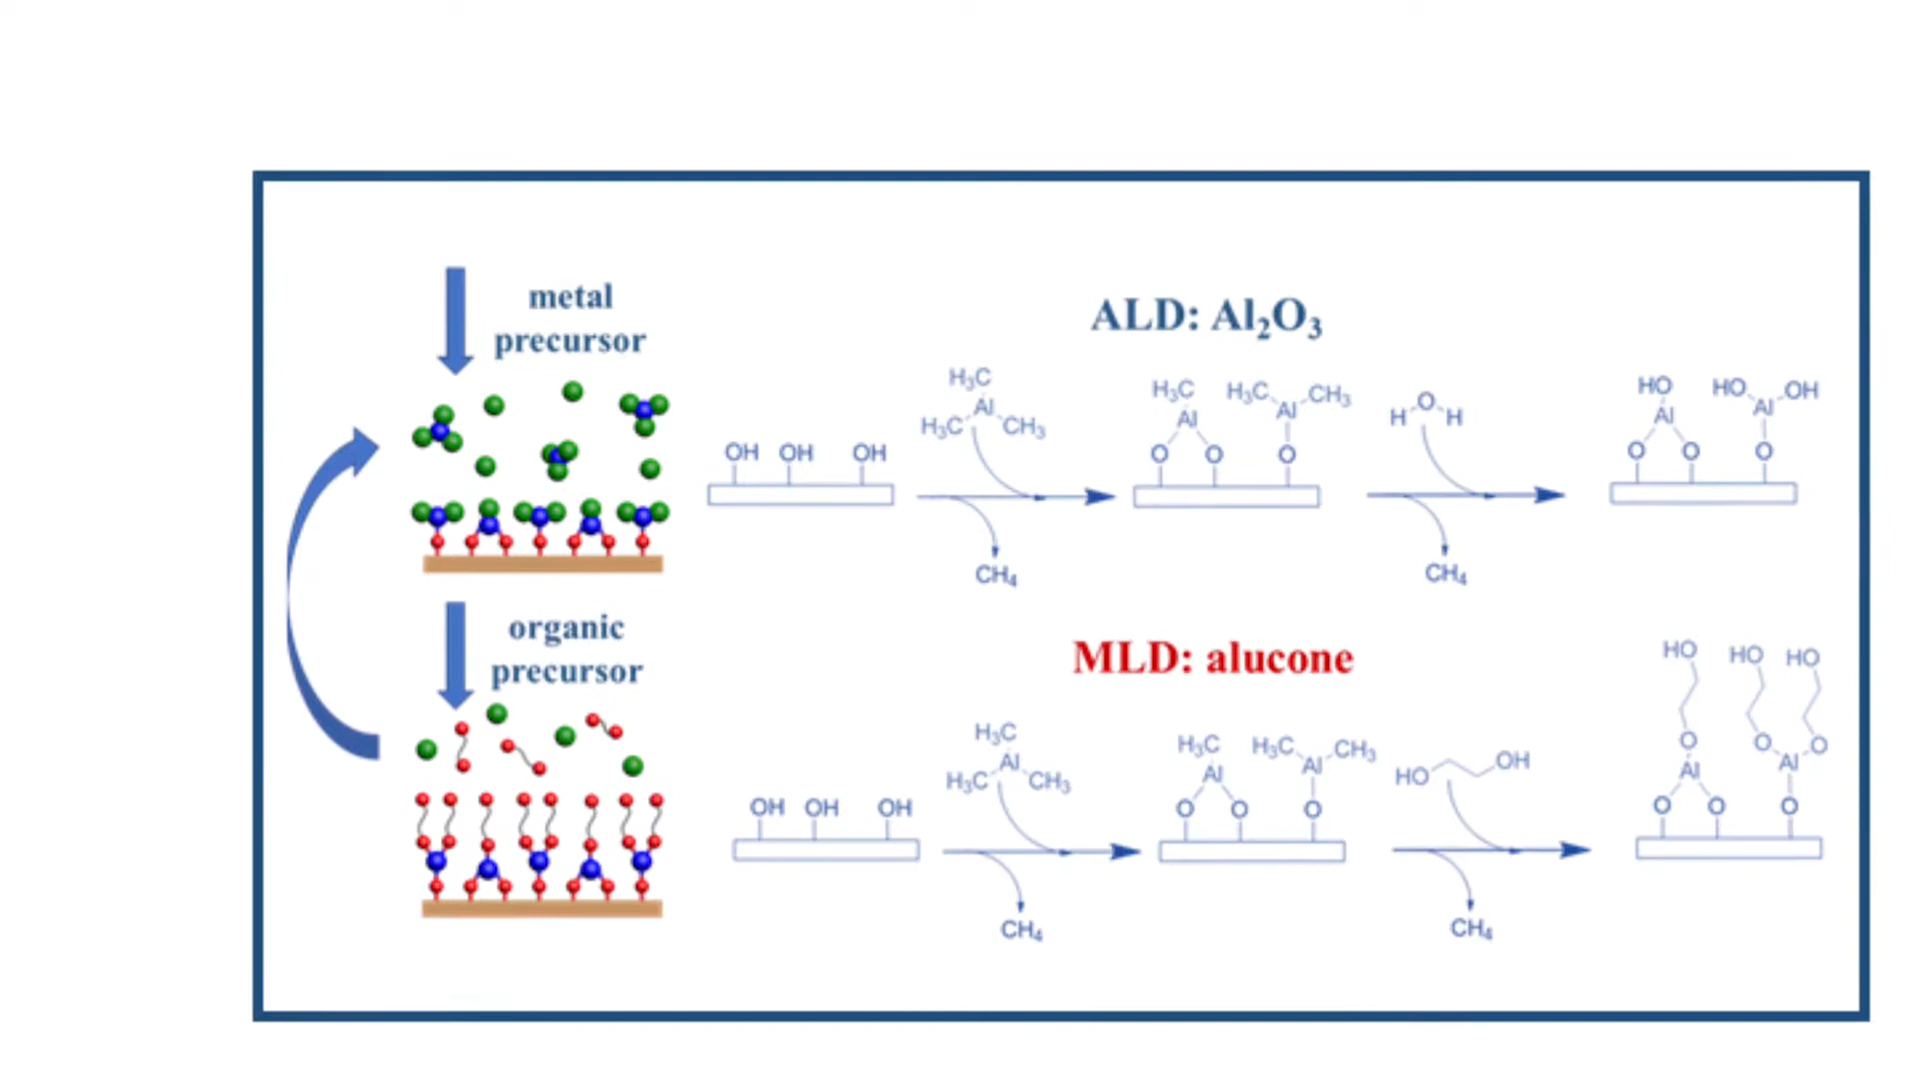 metal
precursor
ALD: Al₂O₃
H₃C
Al
H₃C
CH₃
OH OH OH
CH₄
H₃C
H₃C
CH₃
Al
Al
O O O
H O H
CH₄
HO
HO
OH
Al
Al
O O O
organic
precursor
MLD: alucone
H₃C
Al
H₃C
CH₃
OH OH OH
CH₄
H₃C
H₃C
CH₃
Al
Al
O O O
HO
OH
CH₄
HO
HO
HO
O
O
O
Al
Al
O O O